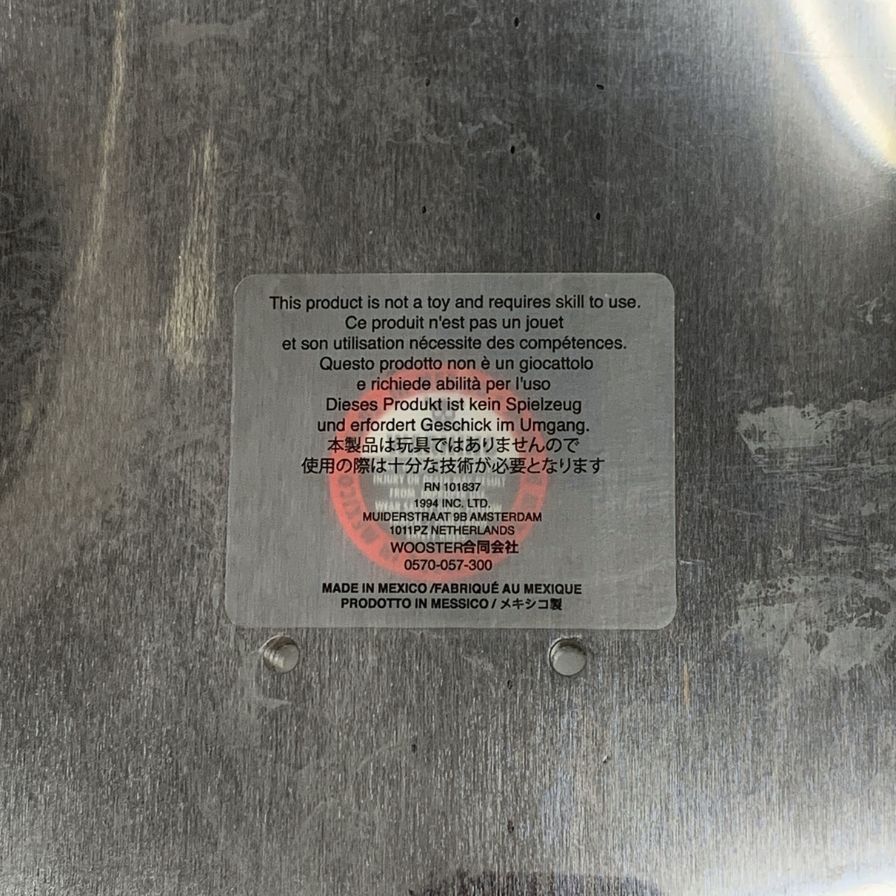 This product is not a toy and requires skill to use.
Ce produit n'est pas un jouet
et son utilisation nécessite des compétences.
Questo prodotto non è un giocattolo
e richiede abilità per l'uso
Dieses Produkt ist kein Spielzeug
und erfordert Geschick im Umgang.
本製品は玩具ではありませんので
使用の際は十分な技術が必要となります
RN 101837
1994 INC. LTD.
MUIDERSTRAAT 9B AMSTERDAM
1011PZ NETHERLANDS
WOOSTER合同会社
0570-057-300
MADE IN MEXICO /FABRIQUÉ AU MEXIQUE
PRODOTTO IN MESSICO / メキシコ製